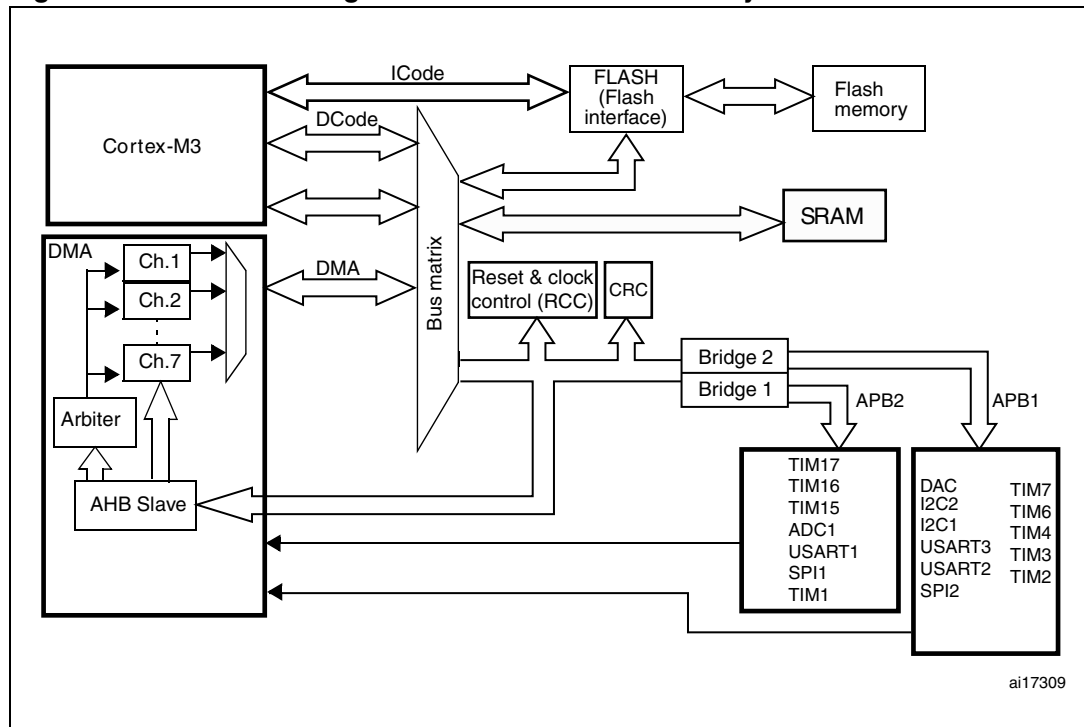 ICode
FLASH
(Flash
interface)
Flash
memory
Cortex-M3
DCode
SRAM
DMA
Ch.1
Ch.2
Ch.7
Arbiter
AHB Slave
DMA
Bus matrix
Reset & clock
control (RCC)
CRC
Bridge 2
Bridge 1
APB2
APB1
TIM17
TIM16
TIM15
ADC1
USART1
SPI1
TIM1
DAC
I2C2
I2C1
USART3
USART2
SPI2
TIM7
TIM6
TIM4
TIM3
TIM2
ai17309